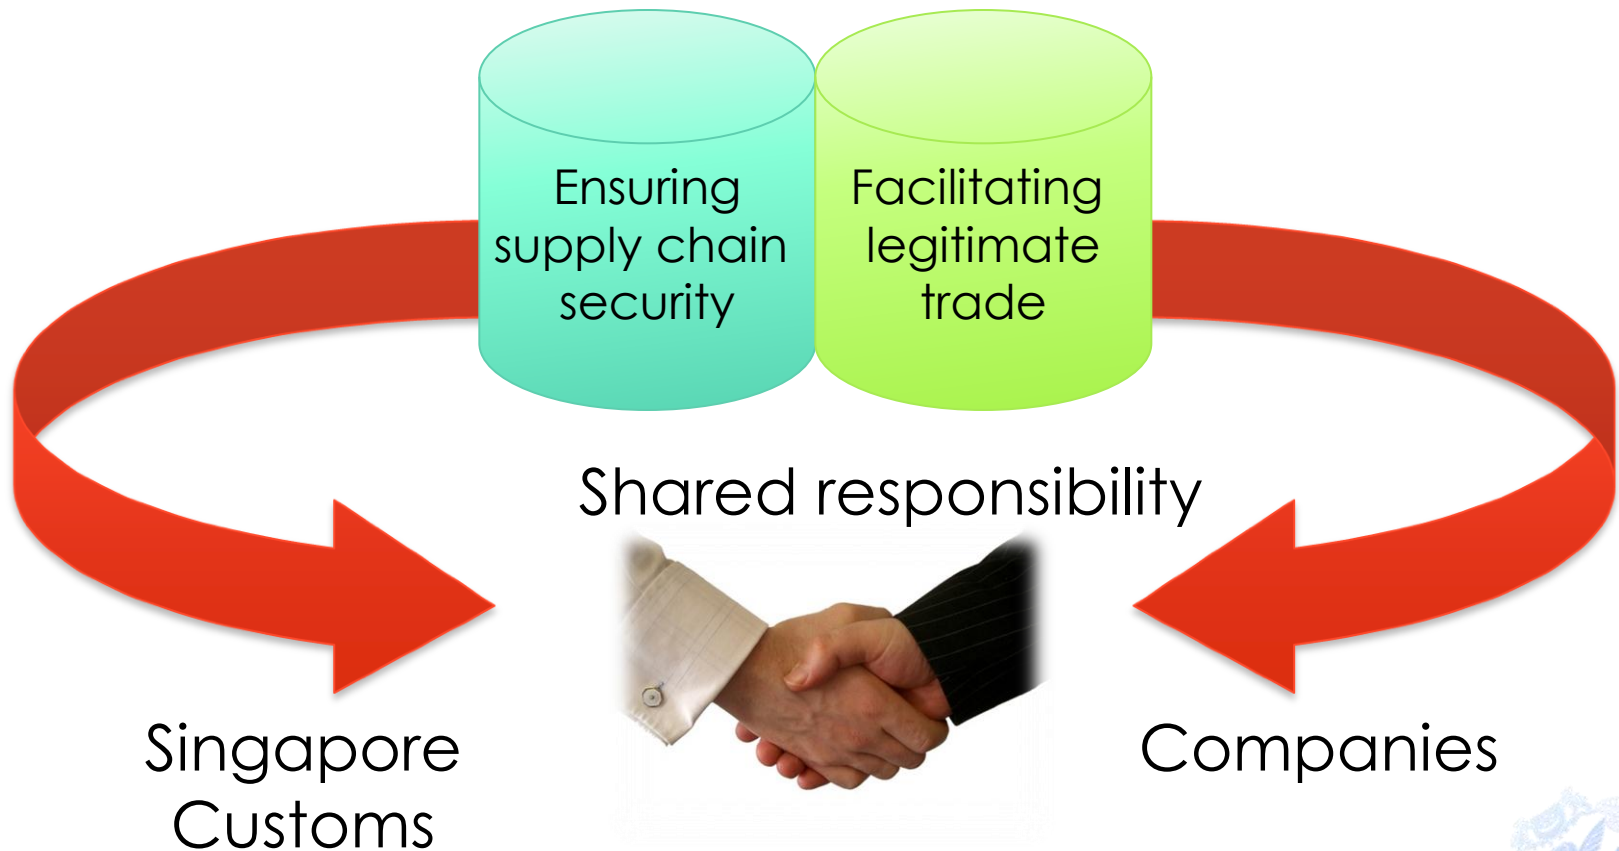 Ensuring
supply chain
security
Facilitating
legitimate
trade
Shared responsibility
Singapore
Customs
Companies